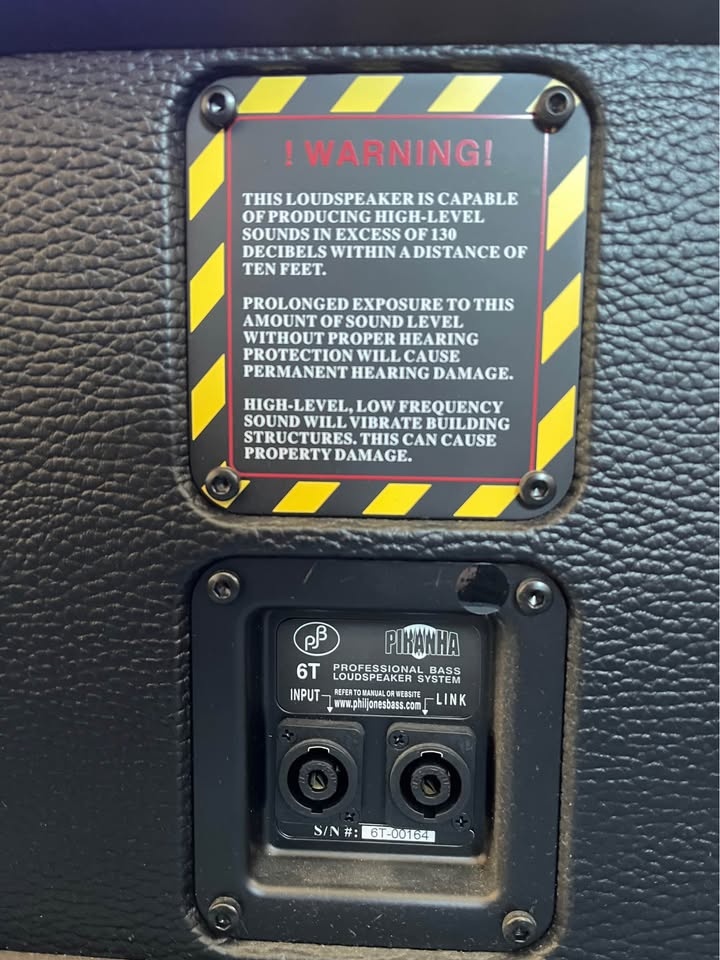 ! WARNING!
THIS LOUDSPEAKER IS CAPABLE
OF PRODUCING HIGH-LEVEL
SOUNDS IN EXCESS OF 130
DECIBELS WITHIN A DISTANCE OF
TEN FEET.
PROLONGED EXPOSURE TO THIS
AMOUNT OF SOUND LEVEL
WITHOUT PROPER HEARING
PROTECTION WILL CAUSE
PERMANENT HEARING DAMAGE.
HIGH-LEVEL, LOW FREQUENCY
SOUND WILL VIBRATE BUILDING
STRUCTURES. THIS CAN CAUSE
PROPERTY DAMAGE.
PJB PIRANHA
6T PROFESSIONAL BASS
LOUDSPEAKER SYSTEM
INPUT REFER TO MANUAL OR WEBSITE LINK
www.philjonesbass.com
S/N #: 6T-00164